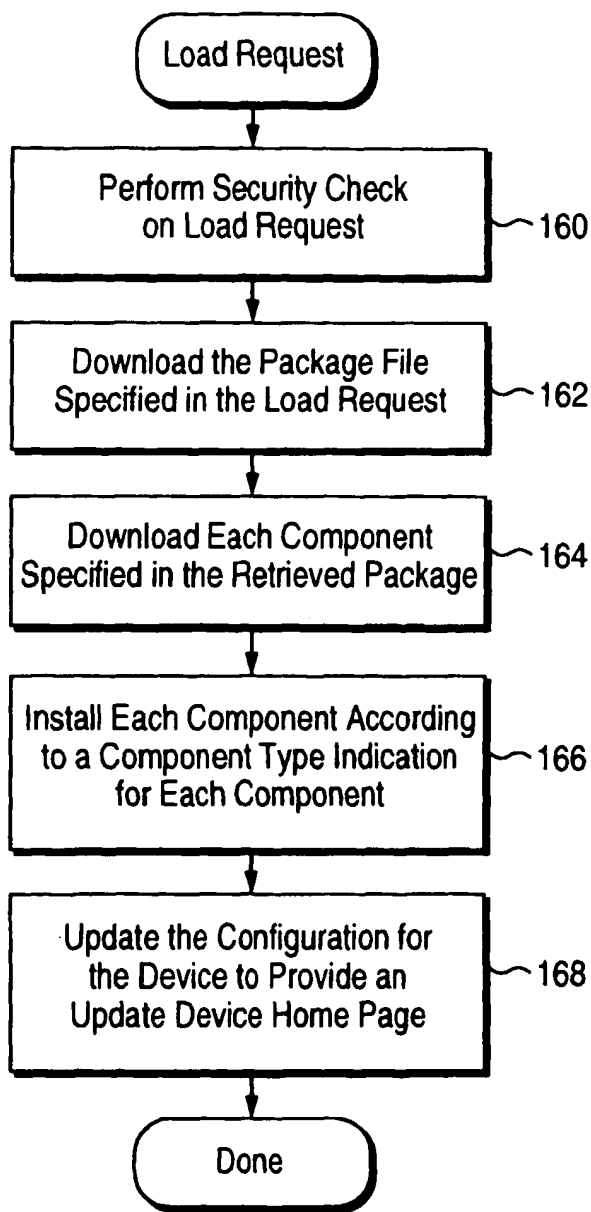 Load Request
Perform Security Check
on Load Request
160
Download the Package File
Specified in the Load Request
162
Download Each Component
Specified in the Retrieved Package
164
Install Each Component According
to a Component Type Indication
for Each Component
166
Update the Configuration for
the Device to Provide an
Update Device Home Page
168
Done